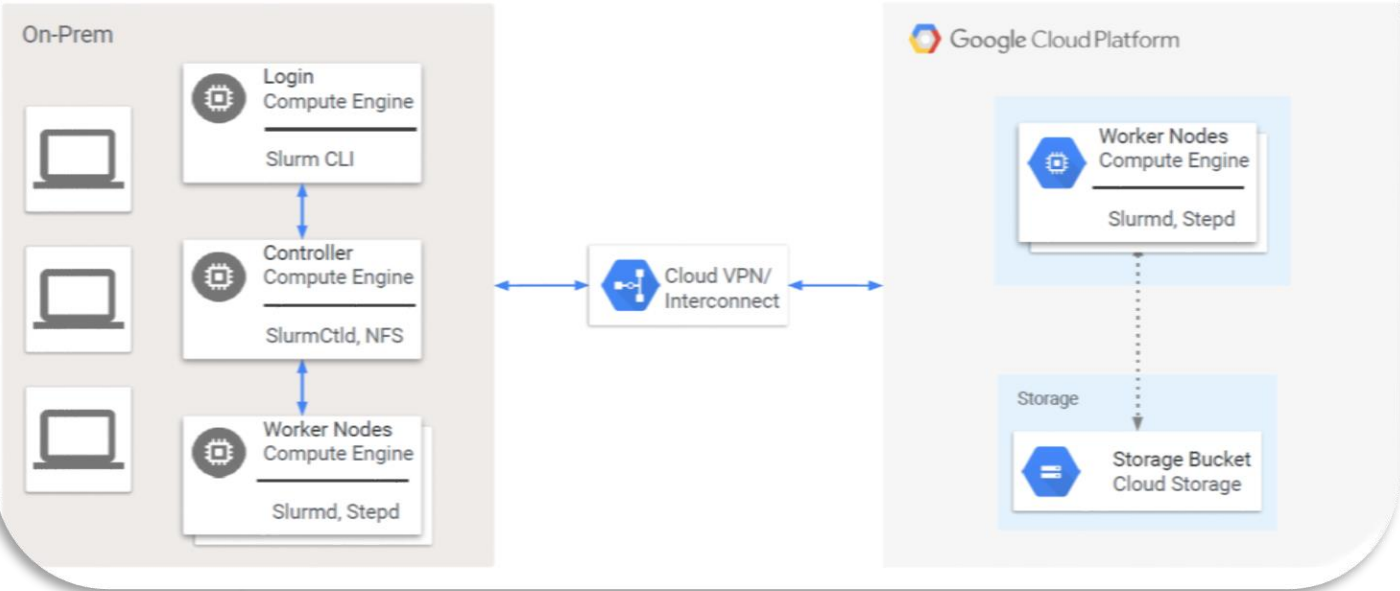 On-Prem
Login
Compute Engine
Slurm CLI
Controller
Compute Engine
SlurmCtld, NFS
Worker Nodes
Compute Engine
Slurmd, Stepd
Cloud VPN/
Interconnect
Google Cloud Platform
Worker Nodes
Compute Engine
Slurmd, Stepd
Storage
Storage Bucket
Cloud Storage